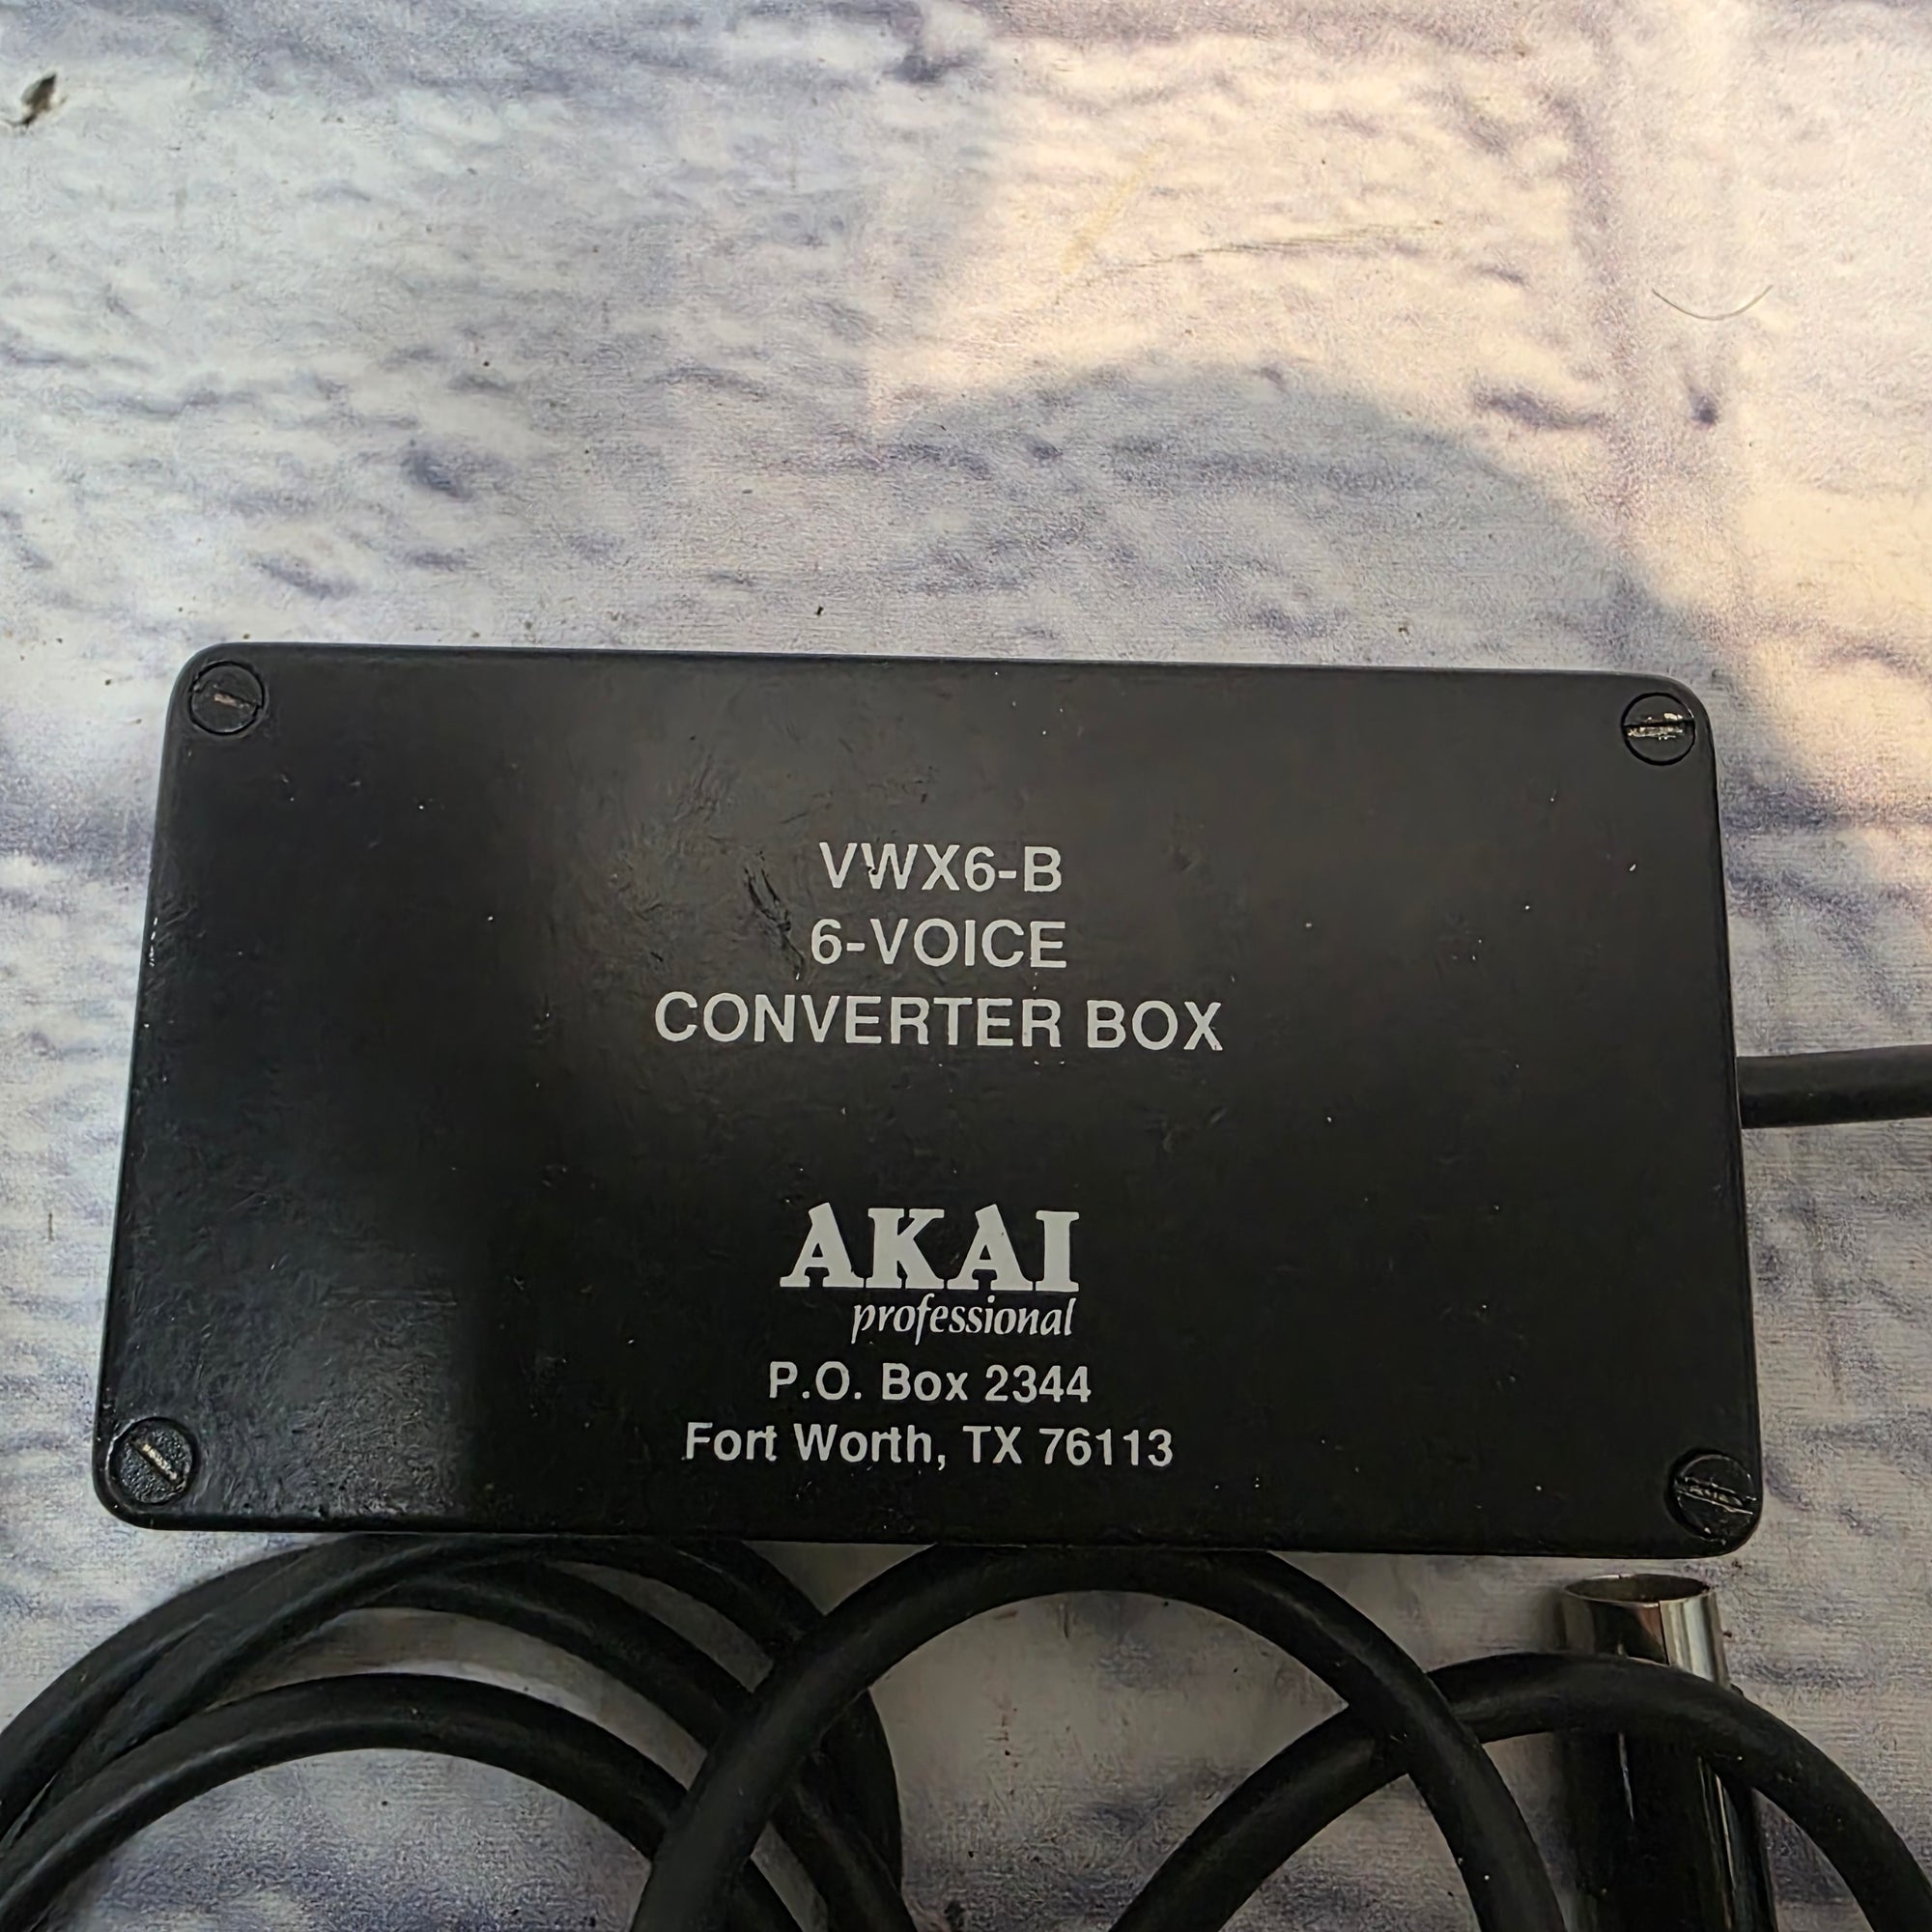 VWX6-B
6-VOICE
CONVERTER BOX
AKAI
professional
P.O. Box 2344
Fort Worth, TX 76113